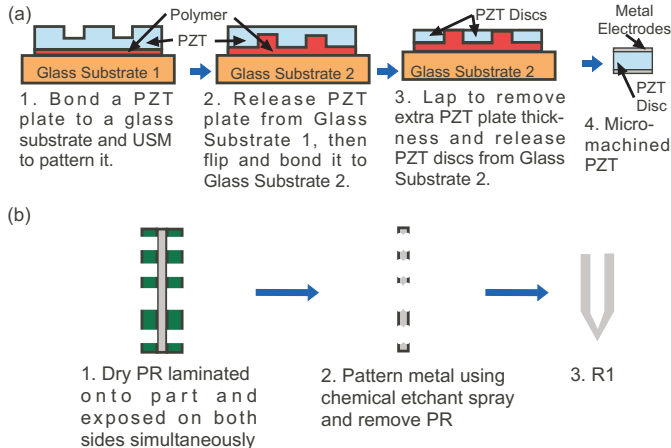 (a)
Polymer
PZT
Glass Substrate 1
1. Bond a PZT
plate to a glass
substrate and USM
to pattern it.
Glass Substrate 2
2. Release PZT
plate from Glass
Substrate 1, then
flip and bond it to
Glass Substrate 2.
PZT Discs
Glass Substrate 2
3. Lap to remove
extra PZT plate thick-
ness and release
PZT discs from Glass
Substrate 2.
Metal
Electrodes
PZT
Disc
4. Micro-
machined
PZT
(b)
1. Dry PR laminated
onto part and
exposed on both
sides simultaneously
2. Pattern metal using
chemical etchant spray
and remove PR
3. R1